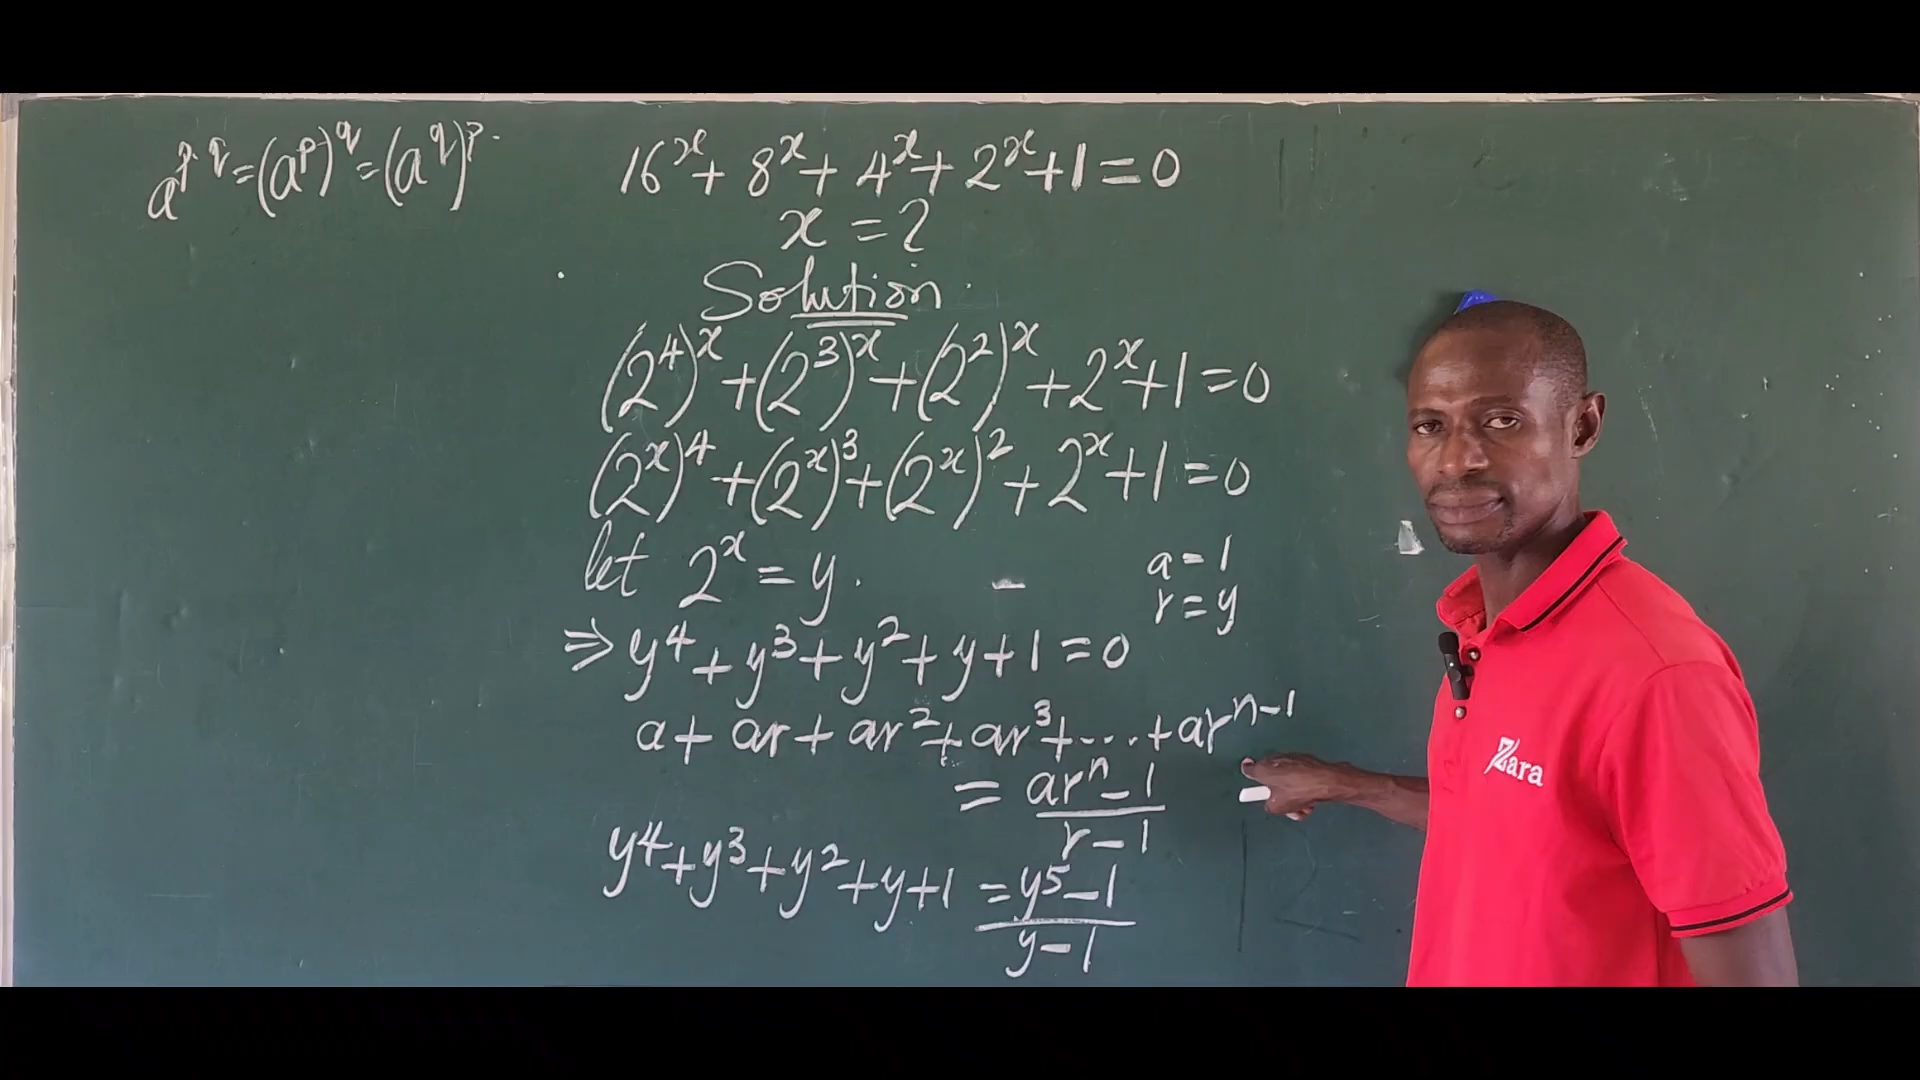 a^{p·q} = (a^p)^q = (a^q)^p.
16^x + 8^x + 4^x + 2^x + 1 = 0
x = ?
Solution.
(2^4)^x + (2^3)^x + (2^2)^x + 2^x + 1 = 0
(2^x)^4 + (2^x)^3 + (2^x)^2 + 2^x + 1 = 0
let 2^x = y.
a = 1
r = y
⇒ y^4 + y^3 + y^2 + y + 1 = 0
a + ar + ar^2 + ar^3 + ... + ar^{n-1}
= \frac{ar^n - 1}{r - 1}
y^4 + y^3 + y^2 + y + 1 = \frac{y^5 - 1}{y - 1}
Zara